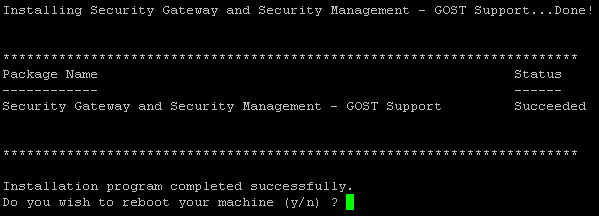 Installing Security Gateway and Security Management - GOST Support...Done!
************************************************************************
Package Name Status
------------ ------
Security Gateway and Security Management - GOST Support Succeeded
************************************************************************
Installation program completed successfully.
Do you wish to reboot your machine (y/n) ?